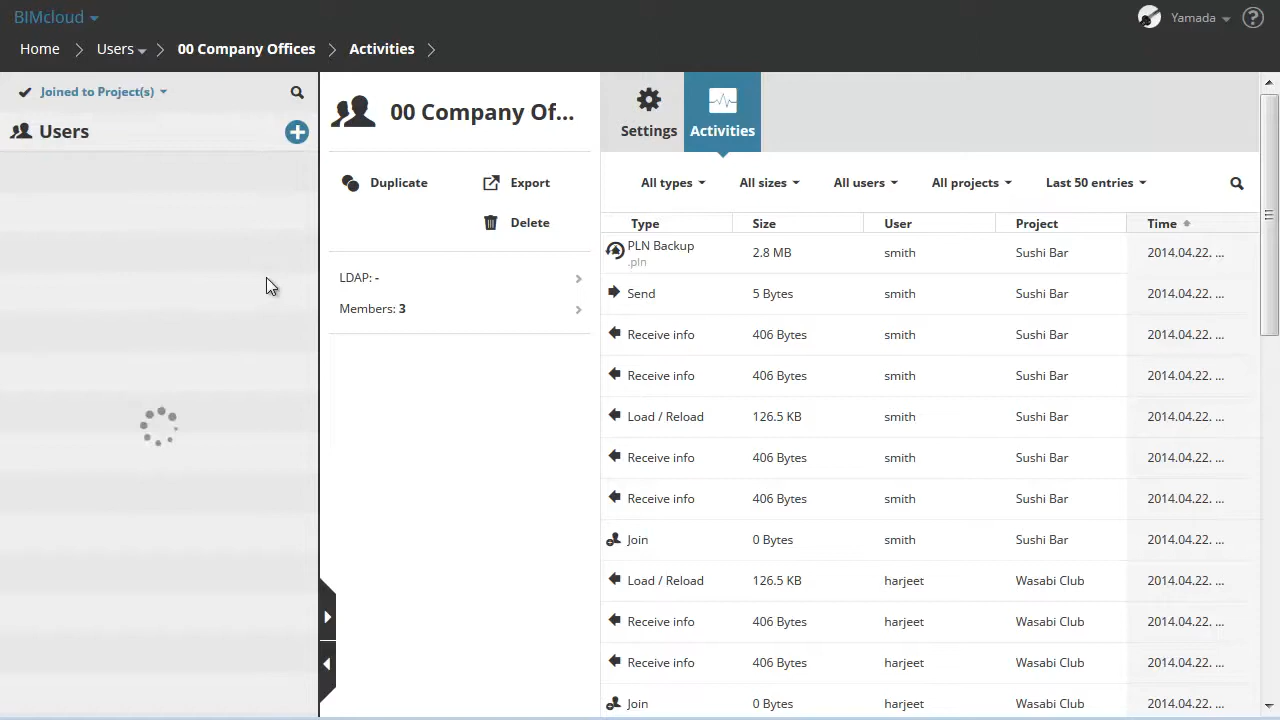 BIMcloud
Yamada
Home Users 00 Company Offices Activities
Joined to Project(s)
Users
00 Company Of...
Duplicate
Export
Delete
LDAP: -
Members: 3
Settings
Activities
All types All sizes All users All projects Last 50 entries
Type Size User Project Time
PLN Backup 2.8 MB smith Sushi Bar 2014.04.22. ...
.pln
Send 5 Bytes smith Sushi Bar 2014.04.22. ...
Receive info 406 Bytes smith Sushi Bar 2014.04.22. ...
Receive info 406 Bytes smith Sushi Bar 2014.04.22. ...
Load / Reload 126.5 KB smith Sushi Bar 2014.04.22. ...
Receive info 406 Bytes smith Sushi Bar 2014.04.22. ...
Receive info 406 Bytes smith Sushi Bar 2014.04.22. ...
Join 0 Bytes smith Sushi Bar 2014.04.22. ...
Load / Reload 126.5 KB harjeet Wasabi Club 2014.04.22. ...
Receive info 406 Bytes harjeet Wasabi Club 2014.04.22. ...
Receive info 406 Bytes harjeet Wasabi Club 2014.04.22. ...
Join 0 Bytes harjeet Wasabi Club 2014.04.22. ...